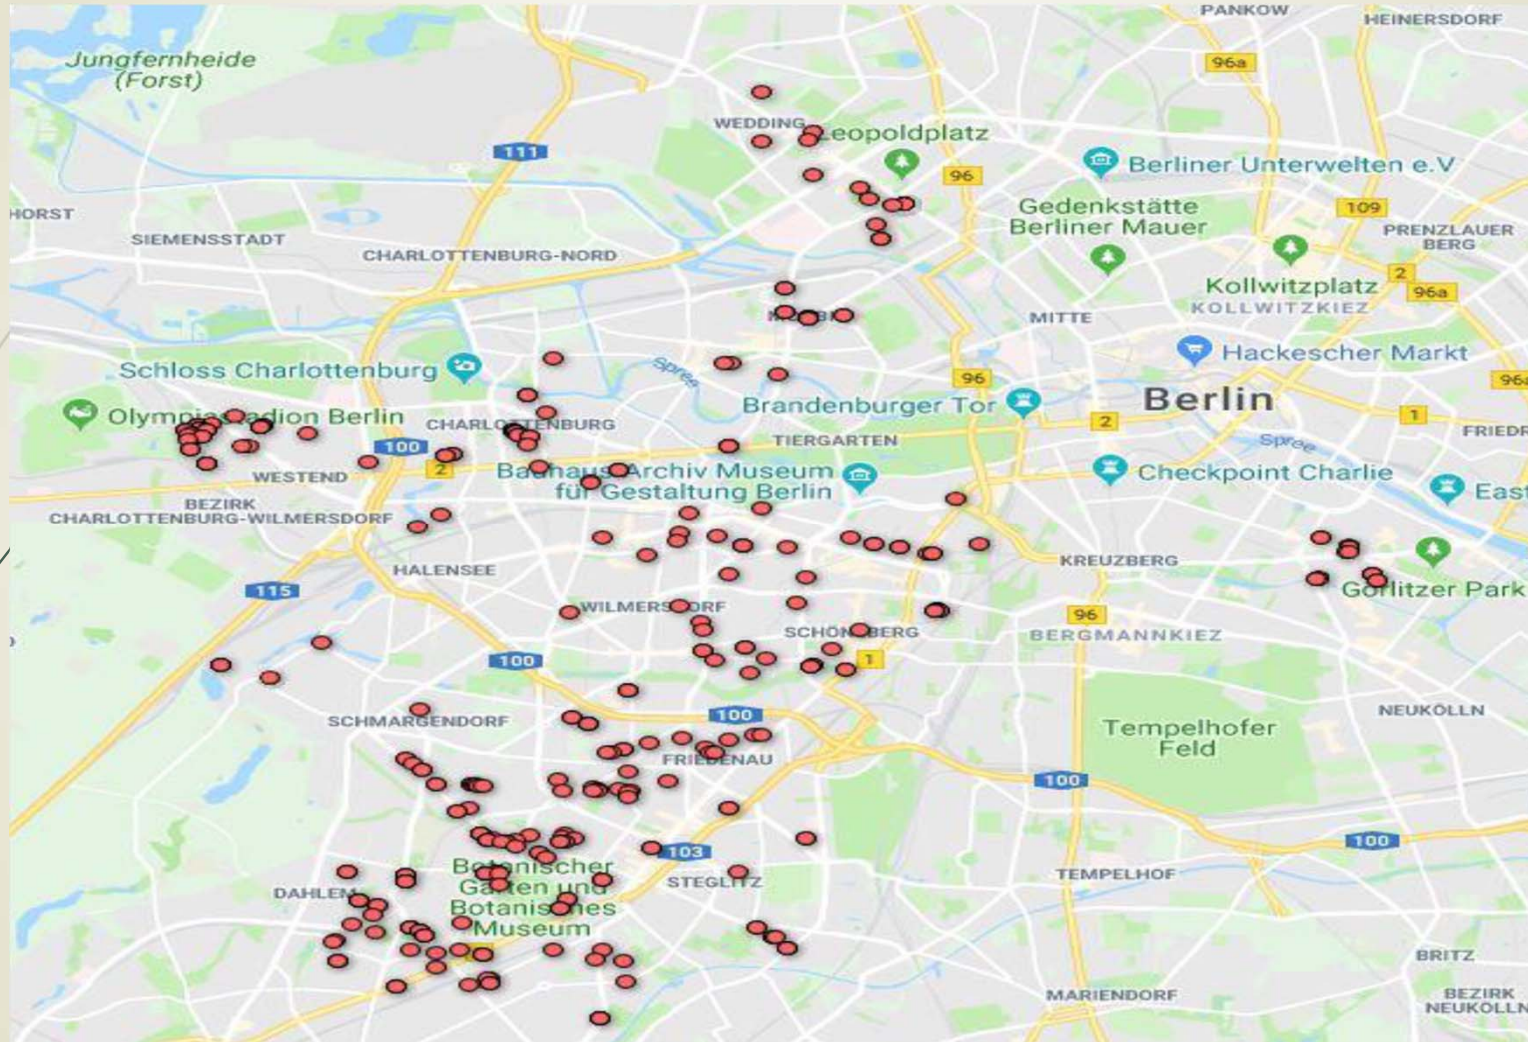 PANKOW
HEINERSDORF
Jungfernheide
(Forst)
96a
WEDDING
Leopoldplatz
111
Berliner Unterwelten e.V
96
HORST
Gedenkstätte
Berliner Mauer
109
SIEMENSSTADT
PRENZLAUER
BERG
CHARLOTTENBURG-NORD
2
Kollwitzplatz
96a
KOLLWITZKIEZ
MITTE
Schloss Charlottenburg
Spree
Hackescher Markt
96
96a
Berlin
Brandenburger Tor
Olympiastadion Berlin
CHARLOTTENBURG
2
1
TIERGARTEN
FRIEDR
100
Spree
2
WESTEND
Bauhaus-Archiv Museum
für Gestaltung Berlin
Checkpoint Charlie
East
BEZIRK
CHARLOTTENBURG-WILMERSDORF
KREUZBERG
HALENSEE
115
Görlitzer Park
WILMERSDORF
96
SCHÖNEBERG
BERGMANNKIEZ
100
1
SCHMARGENDORF
100
NEUKÖLLN
Tempelhofer
Feld
FRIEDENAU
100
100
103
Botanischer
Garten und
Botanisches
Museum
STEGLITZ
TEMPELHOF
DAHLEM
BRITZ
MARIENDORF
BEZIRK
NEUKÖLLN